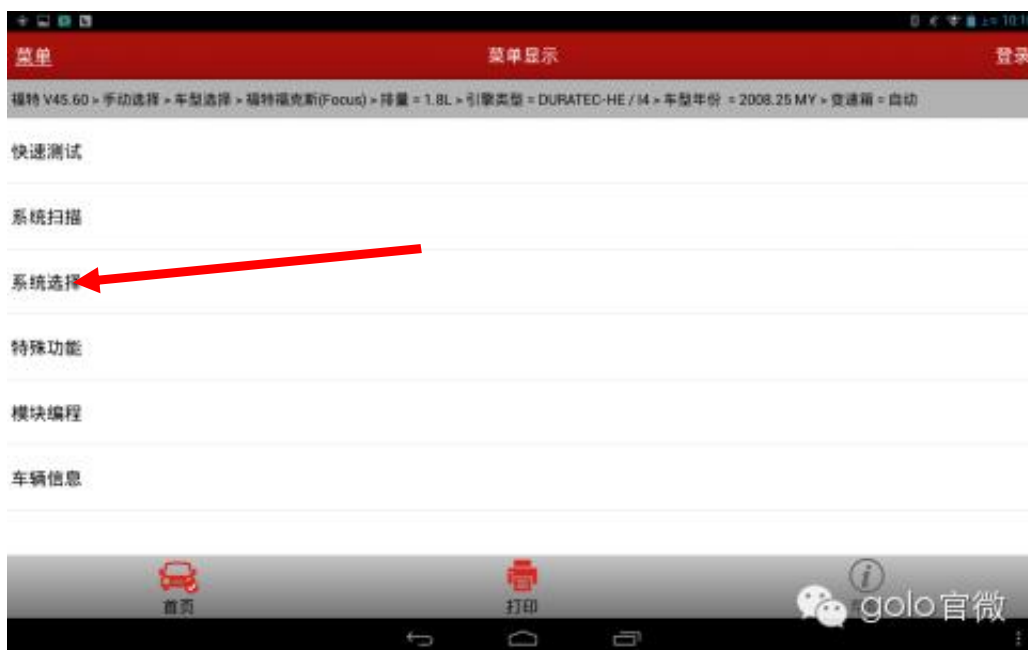 上午 10:1
菜单 菜单显示 登录
福特 V45.60 > 手动选择 > 车型选择 > 福特福克斯(Focus) > 排量 = 1.8L > 引擎类型 = DURATEC-HE / I4 > 车型年份 = 2008.25 MY > 变速箱 = 自动
快速测试
系统扫描
系统选择
特殊功能
模块编程
车辆信息
首页 打印
golo官微